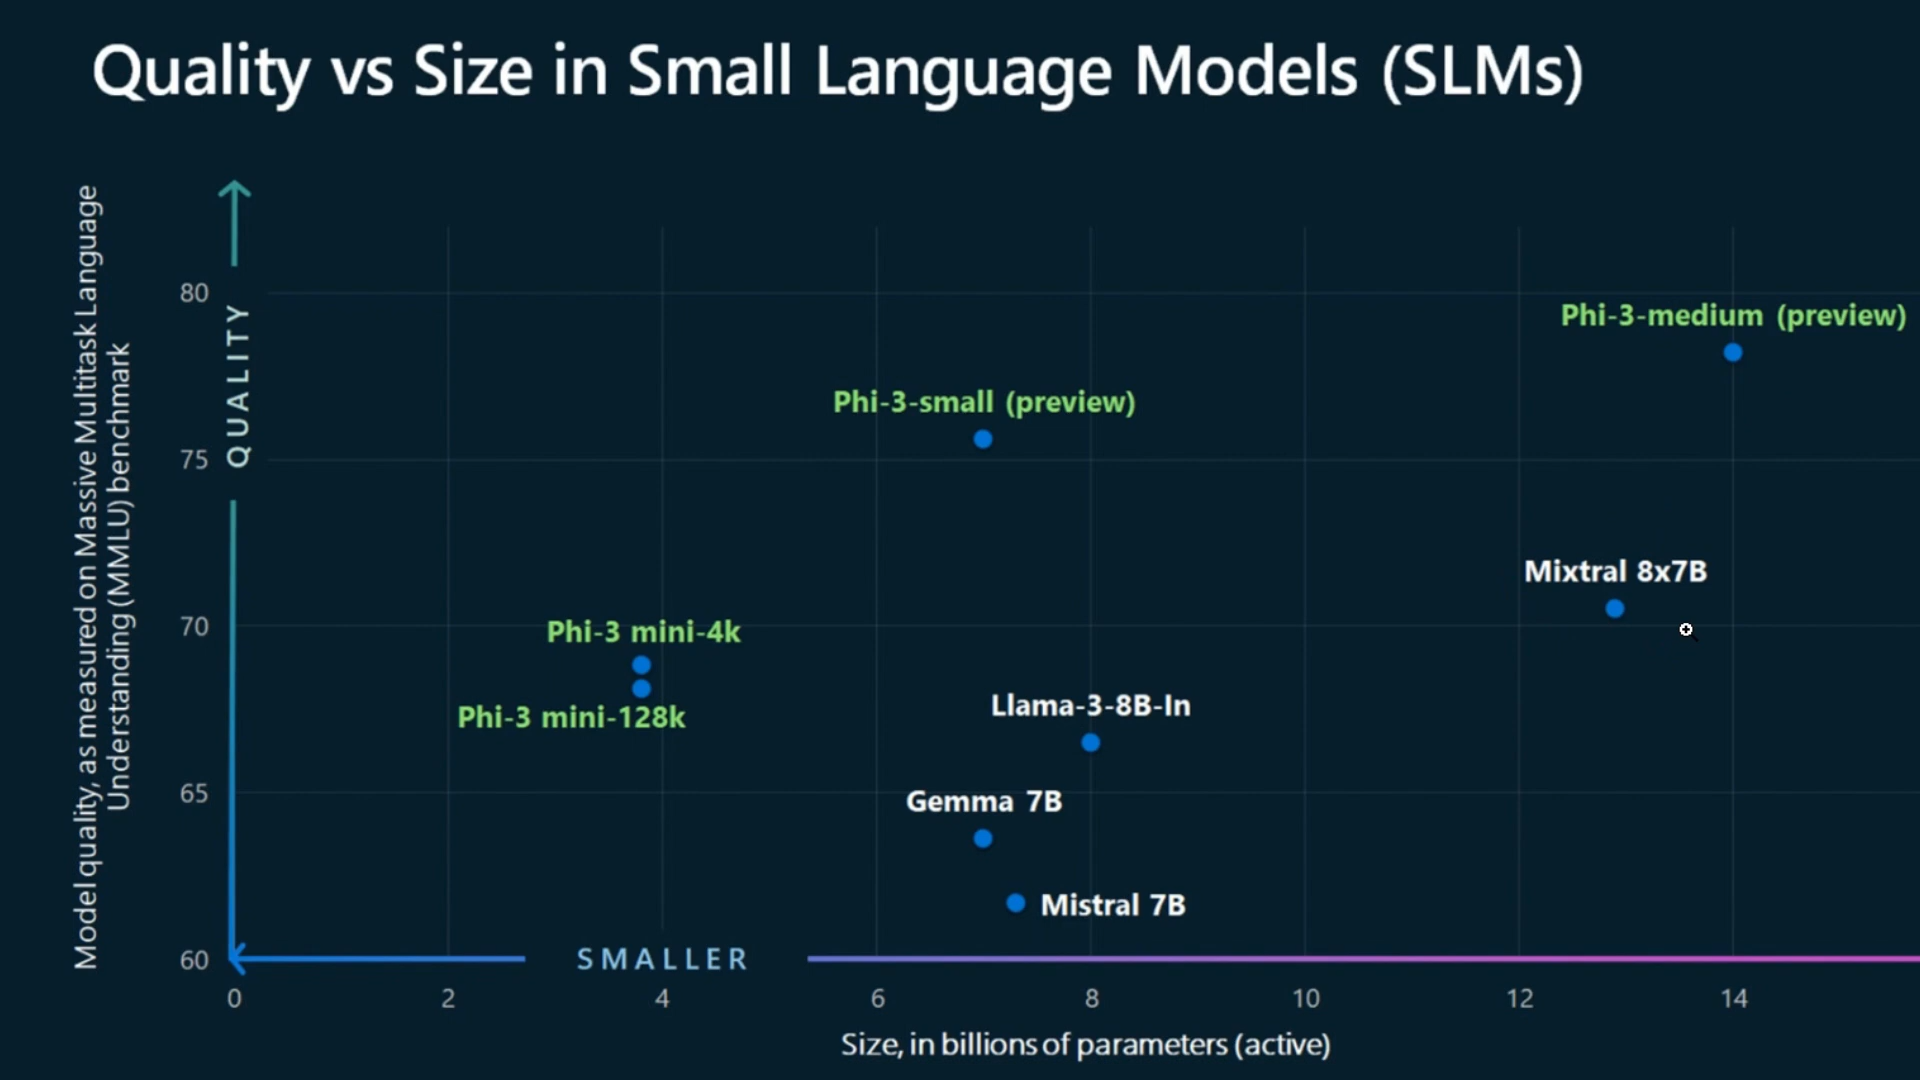 Quality vs Size in Small Language Models (SLMs)
Model quality, as measured on Massive Multitask Language
Understanding (MMLU) benchmark
QUALITY
80
75
70
65
60
Phi-3-medium (preview)
Phi-3-small (preview)
Mixtral 8x7B
Phi-3 mini-4k
Phi-3 mini-128k
Llama-3-8B-In
Gemma 7B
Mistral 7B
SMALLER
0 2 4 6 8 10 12 14
Size, in billions of parameters (active)